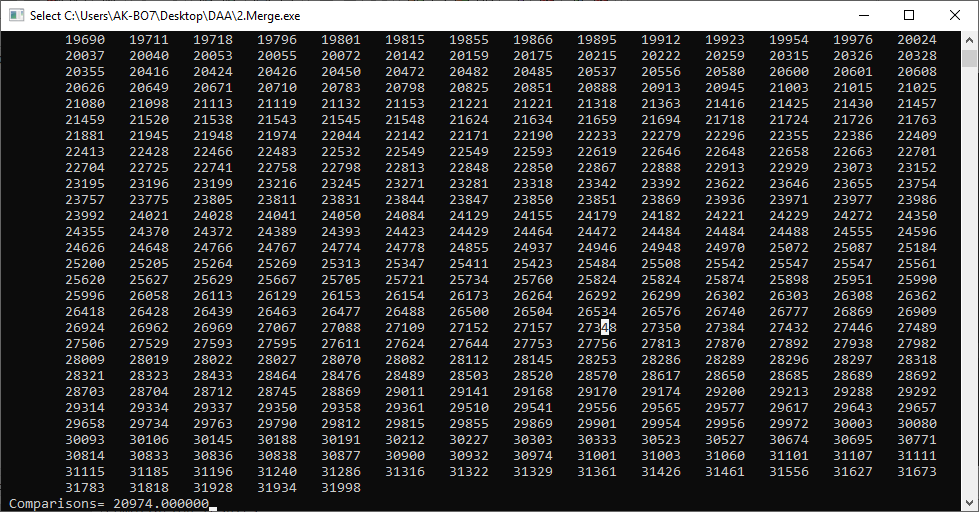 Select C:\Users\AK-BO7\Desktop\DAA\2.Merge.exe
19690 19711 19718 19796 19801 19815 19855 19866 19895 19912 19923 19954 19976 20024
20037 20040 20053 20055 20072 20142 20159 20175 20215 20222 20259 20315 20326 20328
20355 20416 20424 20426 20450 20472 20482 20485 20537 20556 20580 20600 20601 20608
20626 20649 20671 20710 20783 20798 20825 20851 20888 20913 20945 21003 21015 21025
21080 21098 21113 21119 21132 21153 21221 21221 21318 21363 21416 21425 21430 21457
21459 21520 21538 21543 21545 21548 21624 21634 21659 21694 21718 21724 21726 21763
21881 21945 21948 21974 22044 22142 22171 22190 22233 22279 22296 22355 22386 22409
22413 22428 22466 22483 22532 22549 22549 22593 22619 22646 22648 22658 22663 22701
22704 22725 22741 22758 22798 22813 22848 22850 22867 22888 22913 22929 23073 23152
23195 23196 23199 23216 23245 23271 23281 23318 23342 23392 23622 23646 23655 23754
23757 23775 23805 23811 23831 23844 23847 23850 23851 23869 23936 23971 23977 23986
23992 24021 24028 24041 24050 24084 24129 24155 24179 24182 24221 24229 24272 24350
24355 24370 24372 24389 24393 24423 24429 24464 24472 24484 24484 24488 24555 24596
24626 24648 24766 24767 24774 24778 24855 24937 24946 24948 24970 25072 25087 25184
25200 25205 25264 25269 25313 25347 25411 25423 25484 25508 25542 25547 25547 25561
25620 25627 25629 25667 25705 25721 25734 25760 25824 25824 25874 25898 25951 25990
25996 26058 26113 26129 26153 26154 26173 26264 26292 26299 26302 26303 26308 26362
26418 26428 26439 26463 26477 26488 26500 26504 26534 26576 26740 26777 26869 26909
26924 26962 26969 27067 27088 27109 27152 27157 27348 27350 27384 27432 27446 27489
27506 27529 27593 27595 27611 27624 27644 27753 27756 27813 27870 27892 27938 27982
28009 28019 28022 28027 28070 28082 28112 28145 28253 28286 28289 28296 28297 28318
28321 28323 28433 28464 28476 28489 28503 28520 28570 28617 28650 28685 28689 28692
28703 28704 28712 28745 28869 29011 29141 29168 29170 29174 29200 29213 29288 29292
29314 29334 29337 29350 29358 29361 29510 29541 29556 29565 29577 29617 29643 29657
29658 29734 29763 29790 29812 29815 29855 29869 29901 29954 29956 29972 30003 30080
30093 30106 30145 30188 30191 30212 30227 30303 30333 30523 30527 30674 30695 30771
30814 30833 30836 30838 30877 30900 30932 30974 31001 31003 31060 31101 31107 31111
31115 31185 31196 31240 31286 31316 31322 31329 31361 31426 31461 31556 31627 31673
31783 31818 31928 31934 31998
Comparisons= 20974.000000